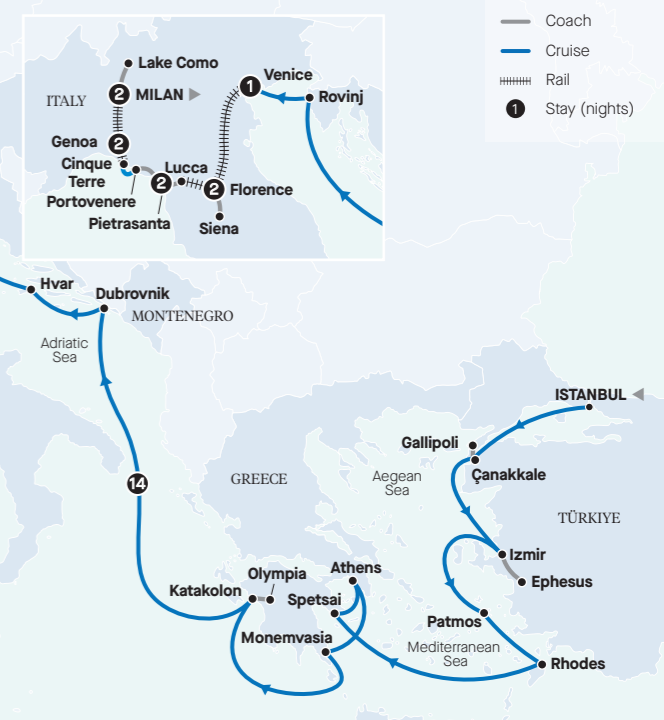 Coach
Cruise
Rail
1 Stay (nights)
Lake Como
2 MILAN
ITALY
Venice
1
Rovinj
Genoa 2
Cinque
Terre
Portovenere
Lucca
2
Pietrasanta
2 Florence
Siena
Hvar
Dubrovnik
MONTENEGRO
Adriatic
Sea
ISTANBUL
Gallipoli
Çanakkale
Aegean
Sea
GREECE
14
TÜRKIYE
Izmir
Ephesus
Athens
Olympia
Katakolon
Spetsai
Patmos
Monemvasia
Mediterranean
Sea
Rhodes